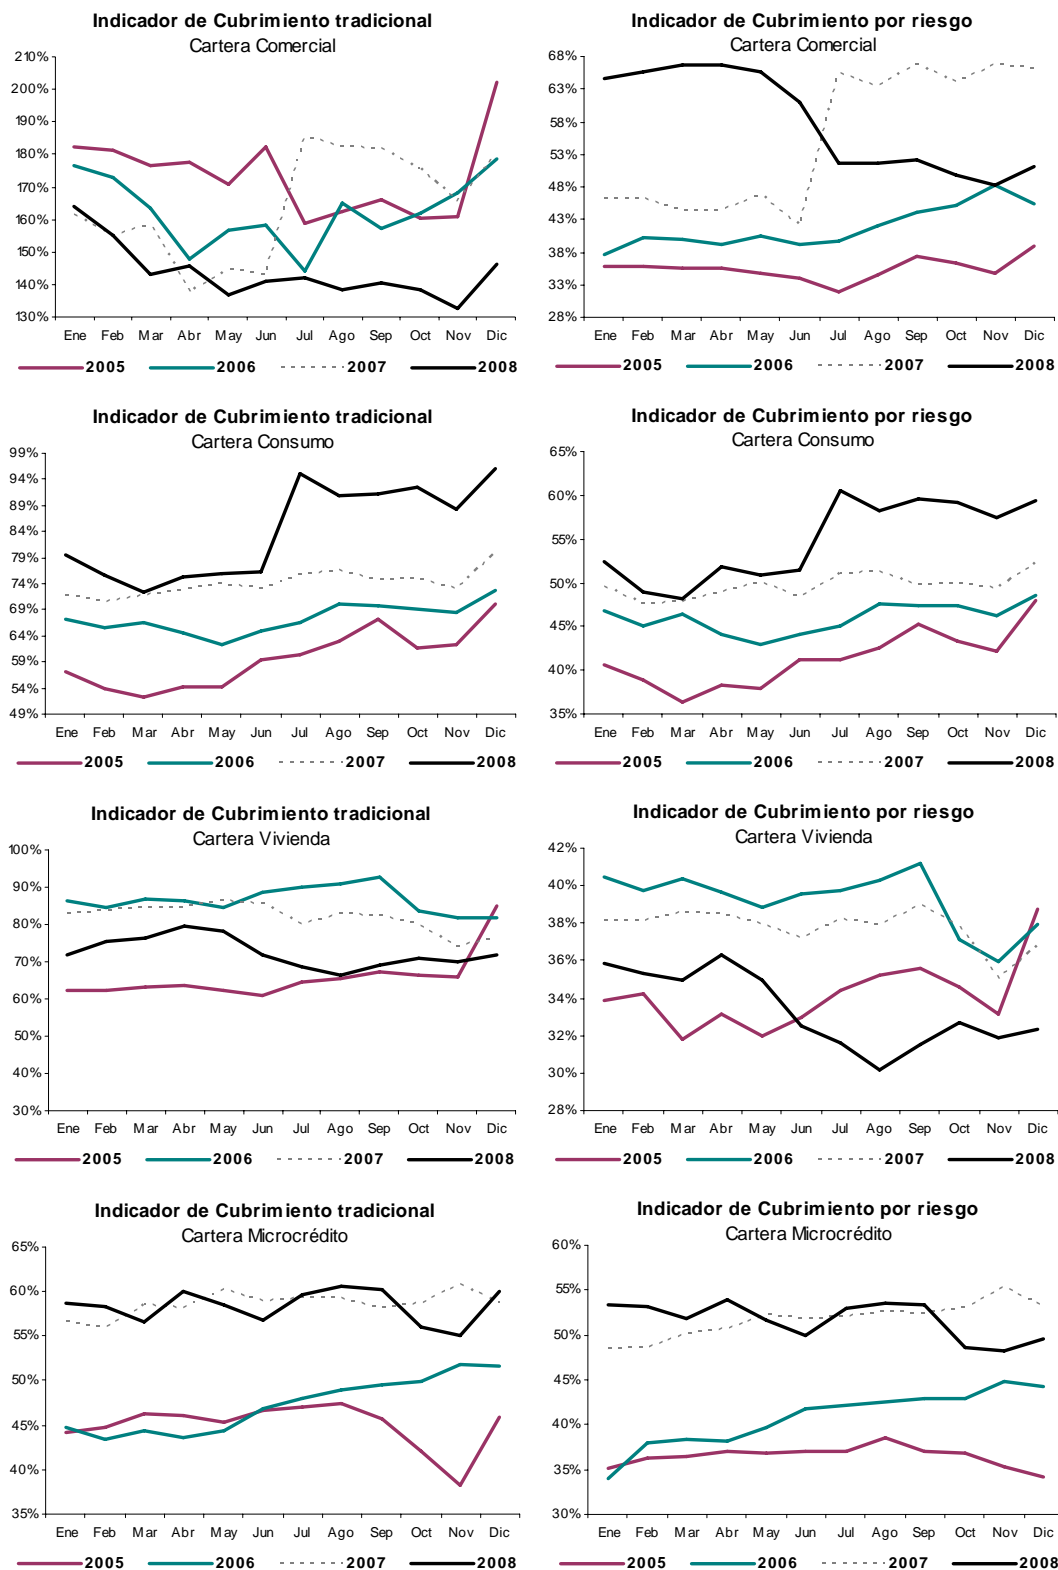 Indicador de Cubrimiento tradicional
Cartera Comercial
210%
200%
190%
180%
170%
160%
150%
140%
130%
Ene Feb Mar Abr May Jun Jul Ago Sep Oct Nov Dic
2005 2006 2007 2008
Indicador de Cubrimiento por riesgo
Cartera Comercial
68%
63%
58%
53%
48%
43%
38%
33%
28%
Ene Feb Mar Abr May Jun Jul Ago Sep Oct Nov Dic
2005 2006 2007 2008
Indicador de Cubrimiento tradicional
Cartera Consumo
99%
94%
89%
84%
79%
74%
69%
64%
59%
54%
49%
Ene Feb Mar Abr May Jun Jul Ago Sep Oct Nov Dic
2005 2006 2007 2008
Indicador de Cubrimiento por riesgo
Cartera Consumo
65%
60%
55%
50%
45%
40%
35%
Ene Feb Mar Abr May Jun Jul Ago Sep Oct Nov Dic
2005 2006 2007 2008
Indicador de Cubrimiento tradicional
Cartera Vivienda
100%
90%
80%
70%
60%
50%
40%
30%
Ene Feb Mar Abr May Jun Jul Ago Sep Oct Nov Dic
2005 2006 2007 2008
Indicador de Cubrimiento por riesgo
Cartera Vivienda
42%
40%
38%
36%
34%
32%
30%
28%
Ene Feb Mar Abr May Jun Jul Ago Sep Oct Nov Dic
2005 2006 2007 2008
Indicador de Cubrimiento tradicional
Cartera Microcrédito
65%
60%
55%
50%
45%
40%
35%
Ene Feb Mar Abr May Jun Jul Ago Sep Oct Nov Dic
2005 2006 2007 2008
Indicador de Cubrimiento por riesgo
Cartera Microcrédito
60%
55%
50%
45%
40%
35%
30%
Ene Feb Mar Abr May Jun Jul Ago Sep Oct Nov Dic
2005 2006 2007 2008